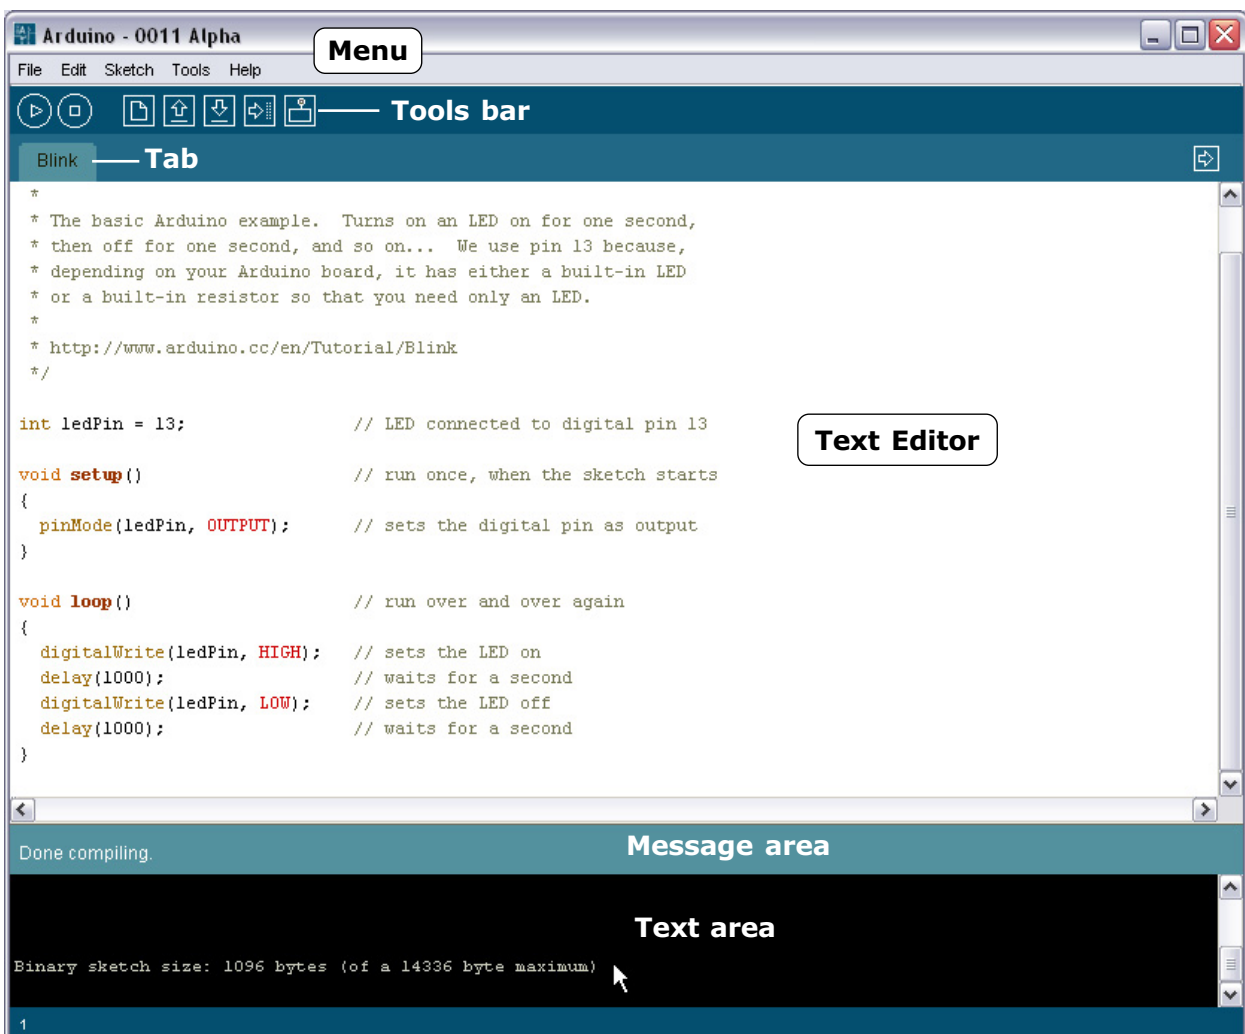 Arduino - 0011 Alpha
Menu
File Edit Sketch Tools Help
Tools bar
Blink Tab
*
* The basic Arduino example.  Turns on an LED on for one second,
* then off for one second, and so on...  We use pin 13 because,
* depending on your Arduino board, it has either a built-in LED
* or a built-in resistor so that you need only an LED.
*
* http://www.arduino.cc/en/Tutorial/Blink
*/
int ledPin = 13;                // LED connected to digital pin 13
Text Editor
void setup()                    // run once, when the sketch starts
{
  pinMode(ledPin, OUTPUT);      // sets the digital pin as output
}
void loop()                     // run over and over again
{
  digitalWrite(ledPin, HIGH);   // sets the LED on
  delay(1000);                  // waits for a second
  digitalWrite(ledPin, LOW);    // sets the LED off
  delay(1000);                  // waits for a second
}
Done compiling. Message area
Text area
Binary sketch size: 1096 bytes (of a 14336 byte maximum)
1